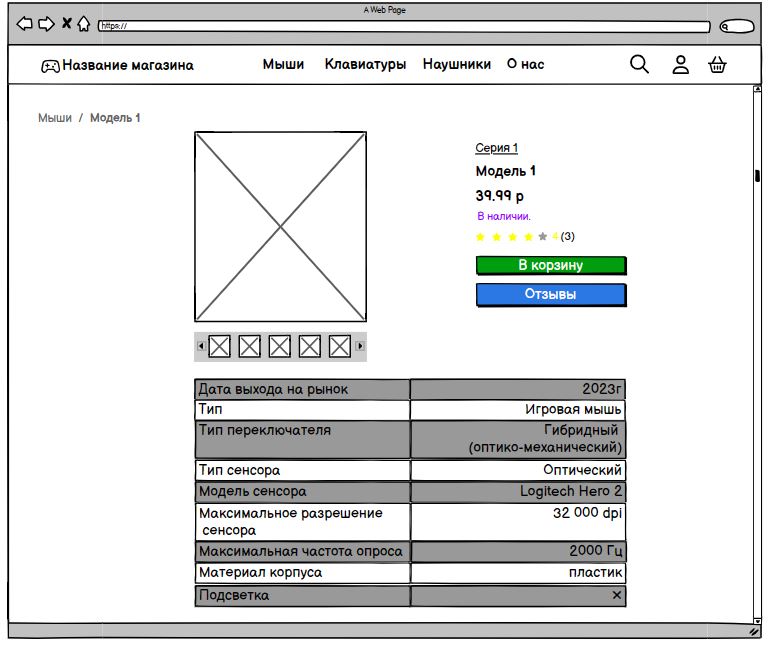 A Web Page
https://
Название магазина Мыши Клавиатуры Наушники О нас
Мыши / Модель 1
Серия 1
Модель 1
39.99 р
В наличии.
4 (3)
В корзину
Отзывы
Дата выхода на рынок 2023г
Тип Игровая мышь
Тип переключателя Гибридный
(оптико-механический)
Тип сенсора Оптический
Модель сенсора Logitech Hero 2
Максимальное разрешение 32 000 dpi
сенсора
Максимальная частота опроса 2000 Гц
Материал корпуса пластик
Подсветка ✕